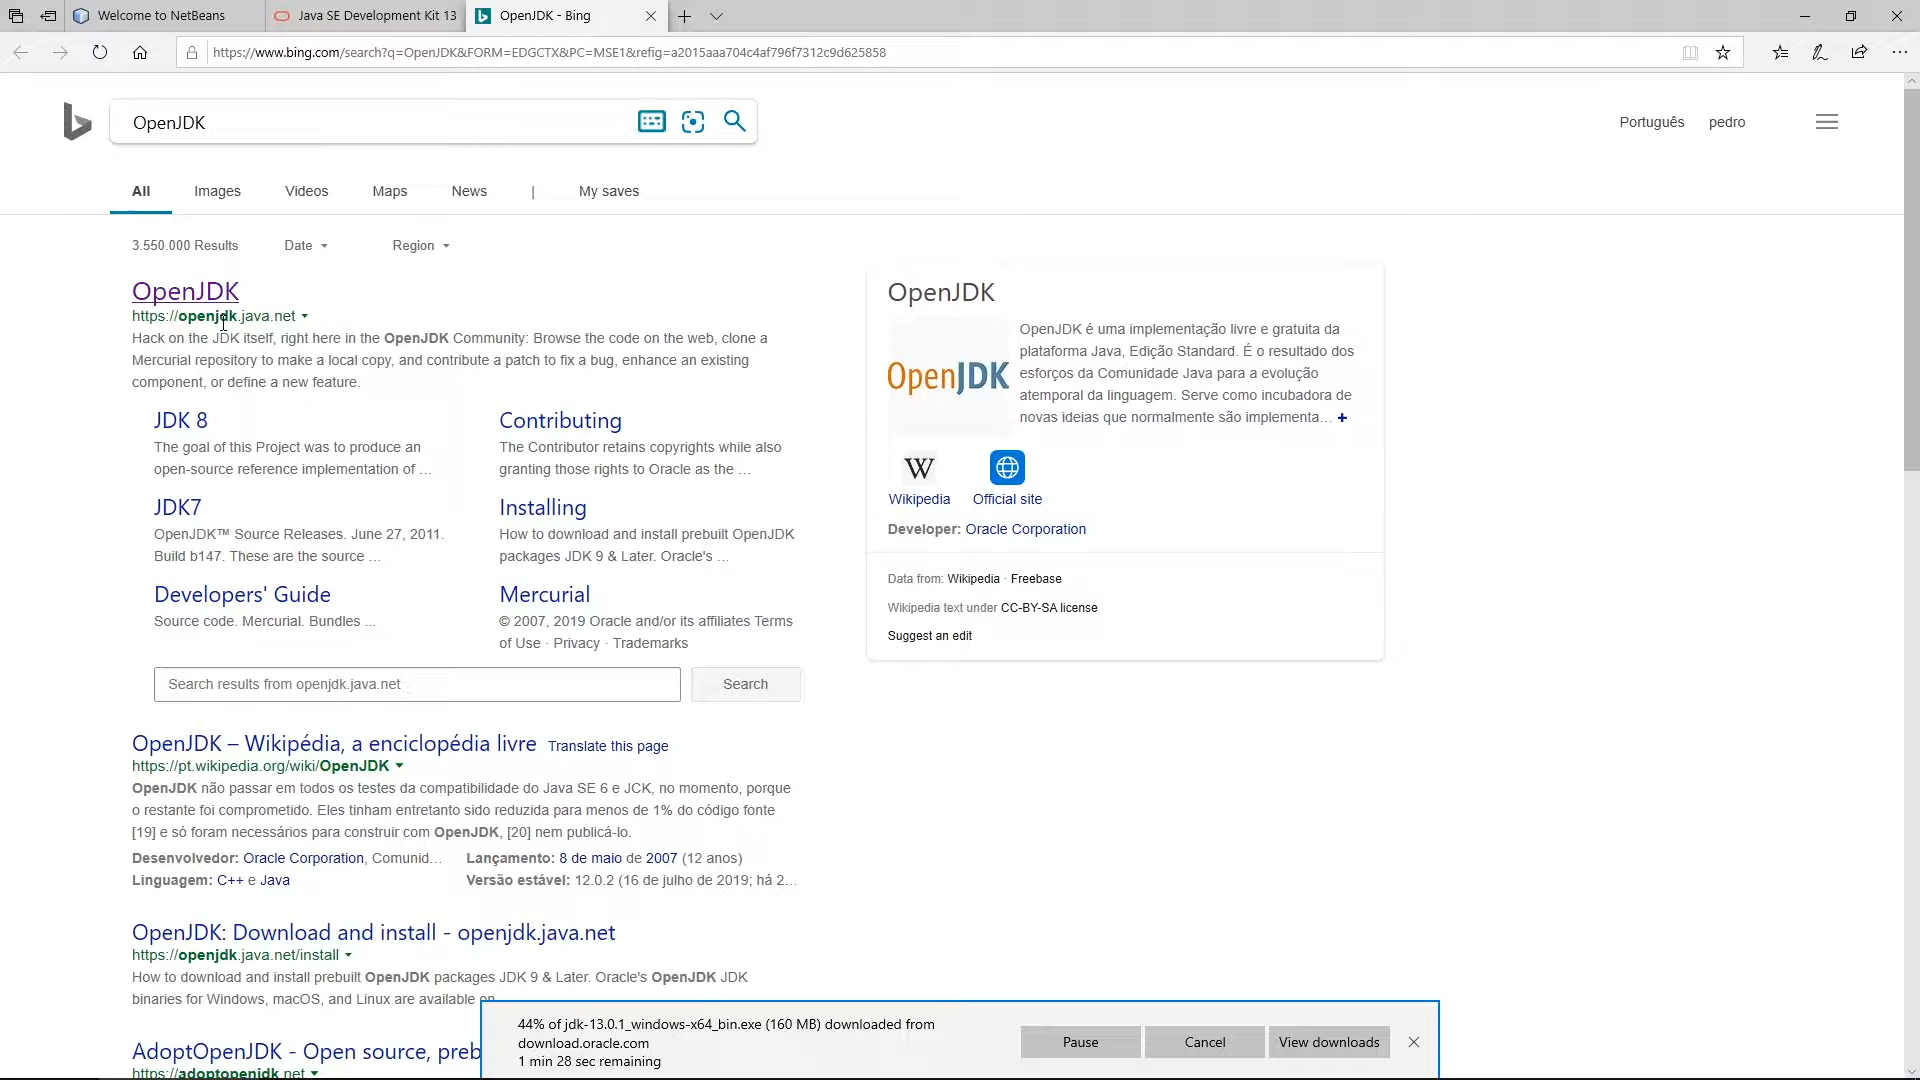 Welcome to NetBeans
Java SE Development Kit 13
OpenJDK - Bing
https://www.bing.com/search?q=OpenJDK&FORM=EDGCTX&PC=MSE1&refig=a2015aaa704c4af796f7312c9d625858
OpenJDK
Português
pedro
All
Images
Videos
Maps
News
|
My saves
3.550.000 Results
Date
Region
OpenJDK
https://openjdk.java.net
Hack on the JDK itself, right here in the OpenJDK Community: Browse the code on the web, clone a
Mercurial repository to make a local copy, and contribute a patch to fix a bug, enhance an existing
component, or define a new feature.
JDK 8
The goal of this Project was to produce an
open-source reference implementation of ...
Contributing
The Contributor retains copyrights while also
granting those rights to Oracle as the ...
JDK7
OpenJDK™ Source Releases. June 27, 2011.
Build b147. These are the source ...
Installing
How to download and install prebuilt OpenJDK
packages JDK 9 & Later. Oracle's ...
Developers' Guide
Source code. Mercurial. Bundles ...
Mercurial
© 2007, 2019 Oracle and/or its affiliates Terms
of Use · Privacy · Trademarks
Search results from openjdk.java.net
Search
OpenJDK – Wikipédia, a enciclopédia livre Translate this page
https://pt.wikipedia.org/wiki/OpenJDK
OpenJDK não passar em todos os testes da compatibilidade do Java SE 6 e JCK, no momento, porque
o restante foi comprometido. Eles tinham entretanto sido reduzida para menos de 1% do código fonte
[19] e só foram necessários para construir com OpenJDK, [20] nem publicá-lo.
Desenvolvedor: Oracle Corporation, Comunid...
Lançamento: 8 de maio de 2007 (12 anos)
Linguagem: C++ e Java
Versão estável: 12.0.2 (16 de julho de 2019; há 2...
OpenJDK: Download and install - openjdk.java.net
https://openjdk.java.net/install
How to download and install prebuilt OpenJDK packages JDK 9 & Later. Oracle's OpenJDK JDK
binaries for Windows, macOS, and Linux are available on
AdoptOpenJDK - Open source, preb
https://adoptopenjdk.net
OpenJDK
OpenJDK
OpenJDK é uma implementação livre e gratuita da
plataforma Java, Edição Standard. É o resultado dos
esforços da Comunidade Java para a evolução
atemporal da linguagem. Serve como incubadora de
novas ideias que normalmente são implementa... +
W
Wikipedia
Official site
Developer: Oracle Corporation
Data from: Wikipedia · Freebase
Wikipedia text under CC-BY-SA license
Suggest an edit
44% of jdk-13.0.1_windows-x64_bin.exe (160 MB) downloaded from
download.oracle.com
1 min 28 sec remaining
Pause
Cancel
View downloads